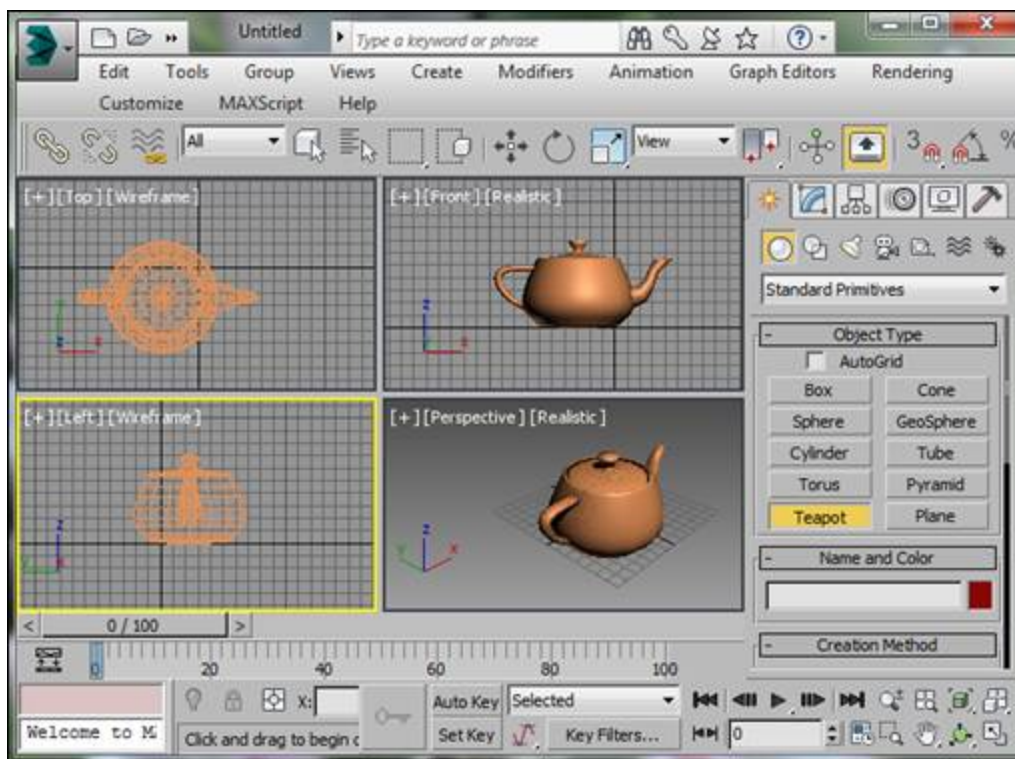 Untitled
Type a keyword or phrase
Edit Tools Group Views Create Modifiers Animation Graph Editors Rendering
Customize MAXScript Help
All
View
3
%
[+][Top][Wireframe]
[+][Front][Realistic]
Standard Primitives
- Object Type
AutoGrid
Box Cone
Sphere GeoSphere
Cylinder Tube
Torus Pyramid
Teapot Plane
[+][Left][Wireframe]
[+][Perspective][Realistic]
- Name and Color
- Creation Method
< 0 / 100 >
0 20 40 60 80 100
X:
Auto Key Selected
Welcome to M
Click and drag to begin c
Set Key Key Filters... 0
z x
z x
z y
z y x